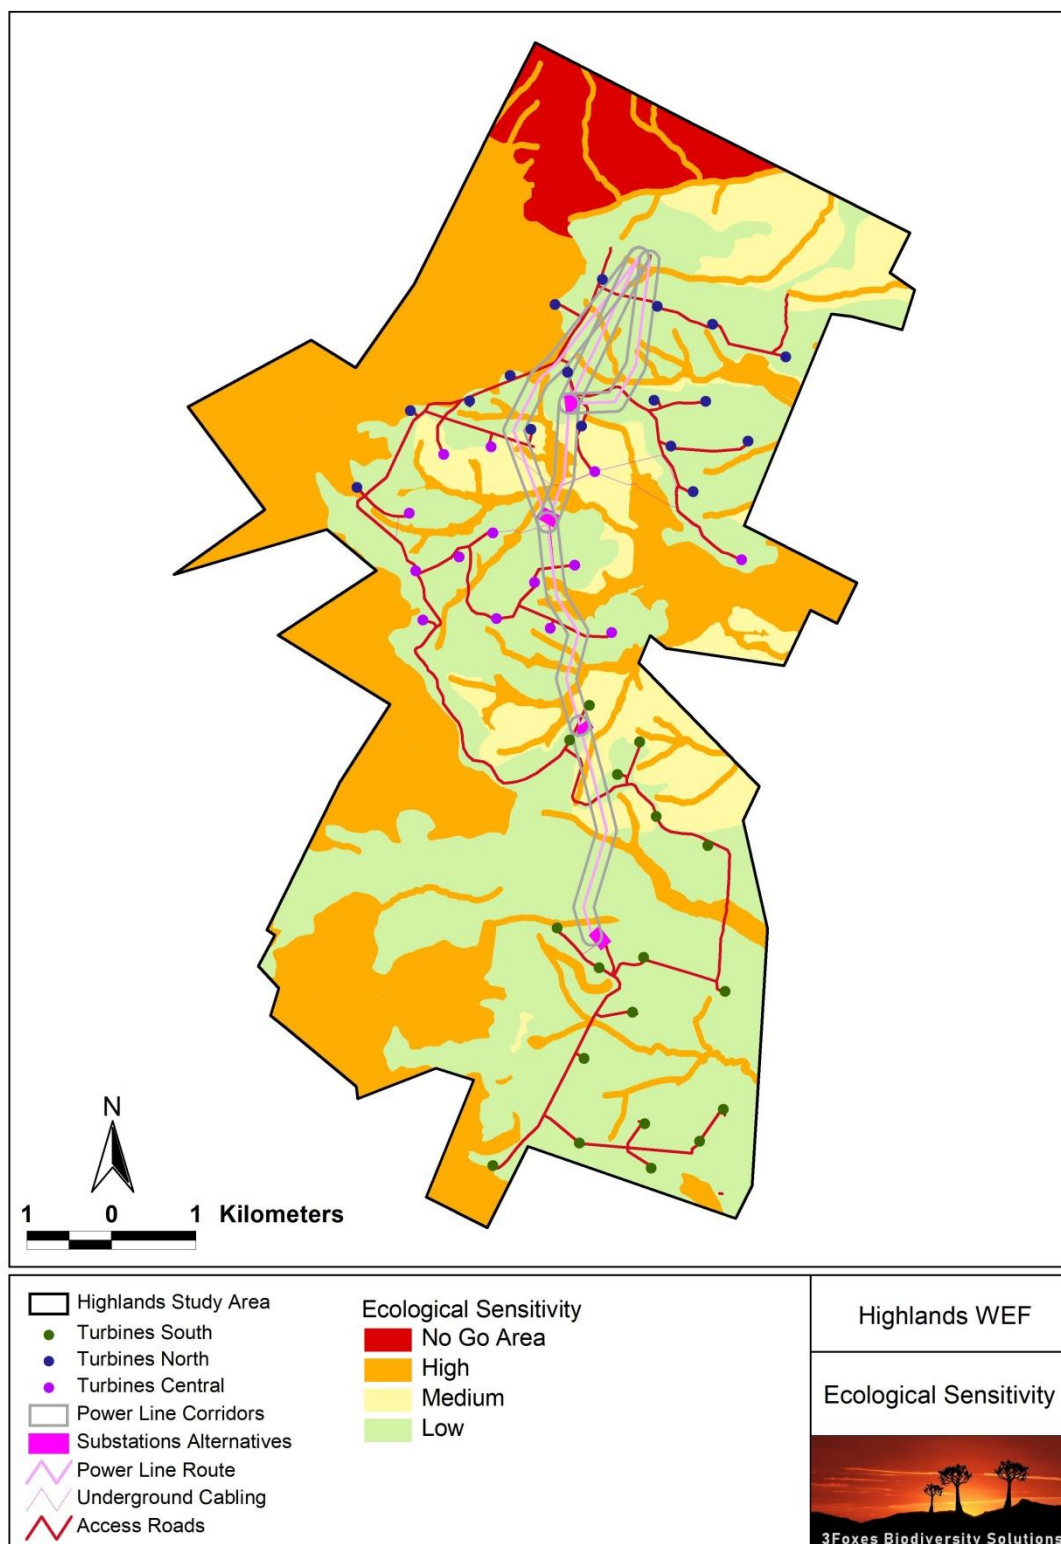 N
1 0 1 Kilometers
Highlands Study Area
Turbines South
Turbines North
Turbines Central
Power Line Corridors
Substations Alternatives
Power Line Route
Underground Cabling
Access Roads
Ecological Sensitivity
No Go Area
High
Medium
Low
Highlands WEF
Ecological Sensitivity
3Foxes Biodiversity Solutions